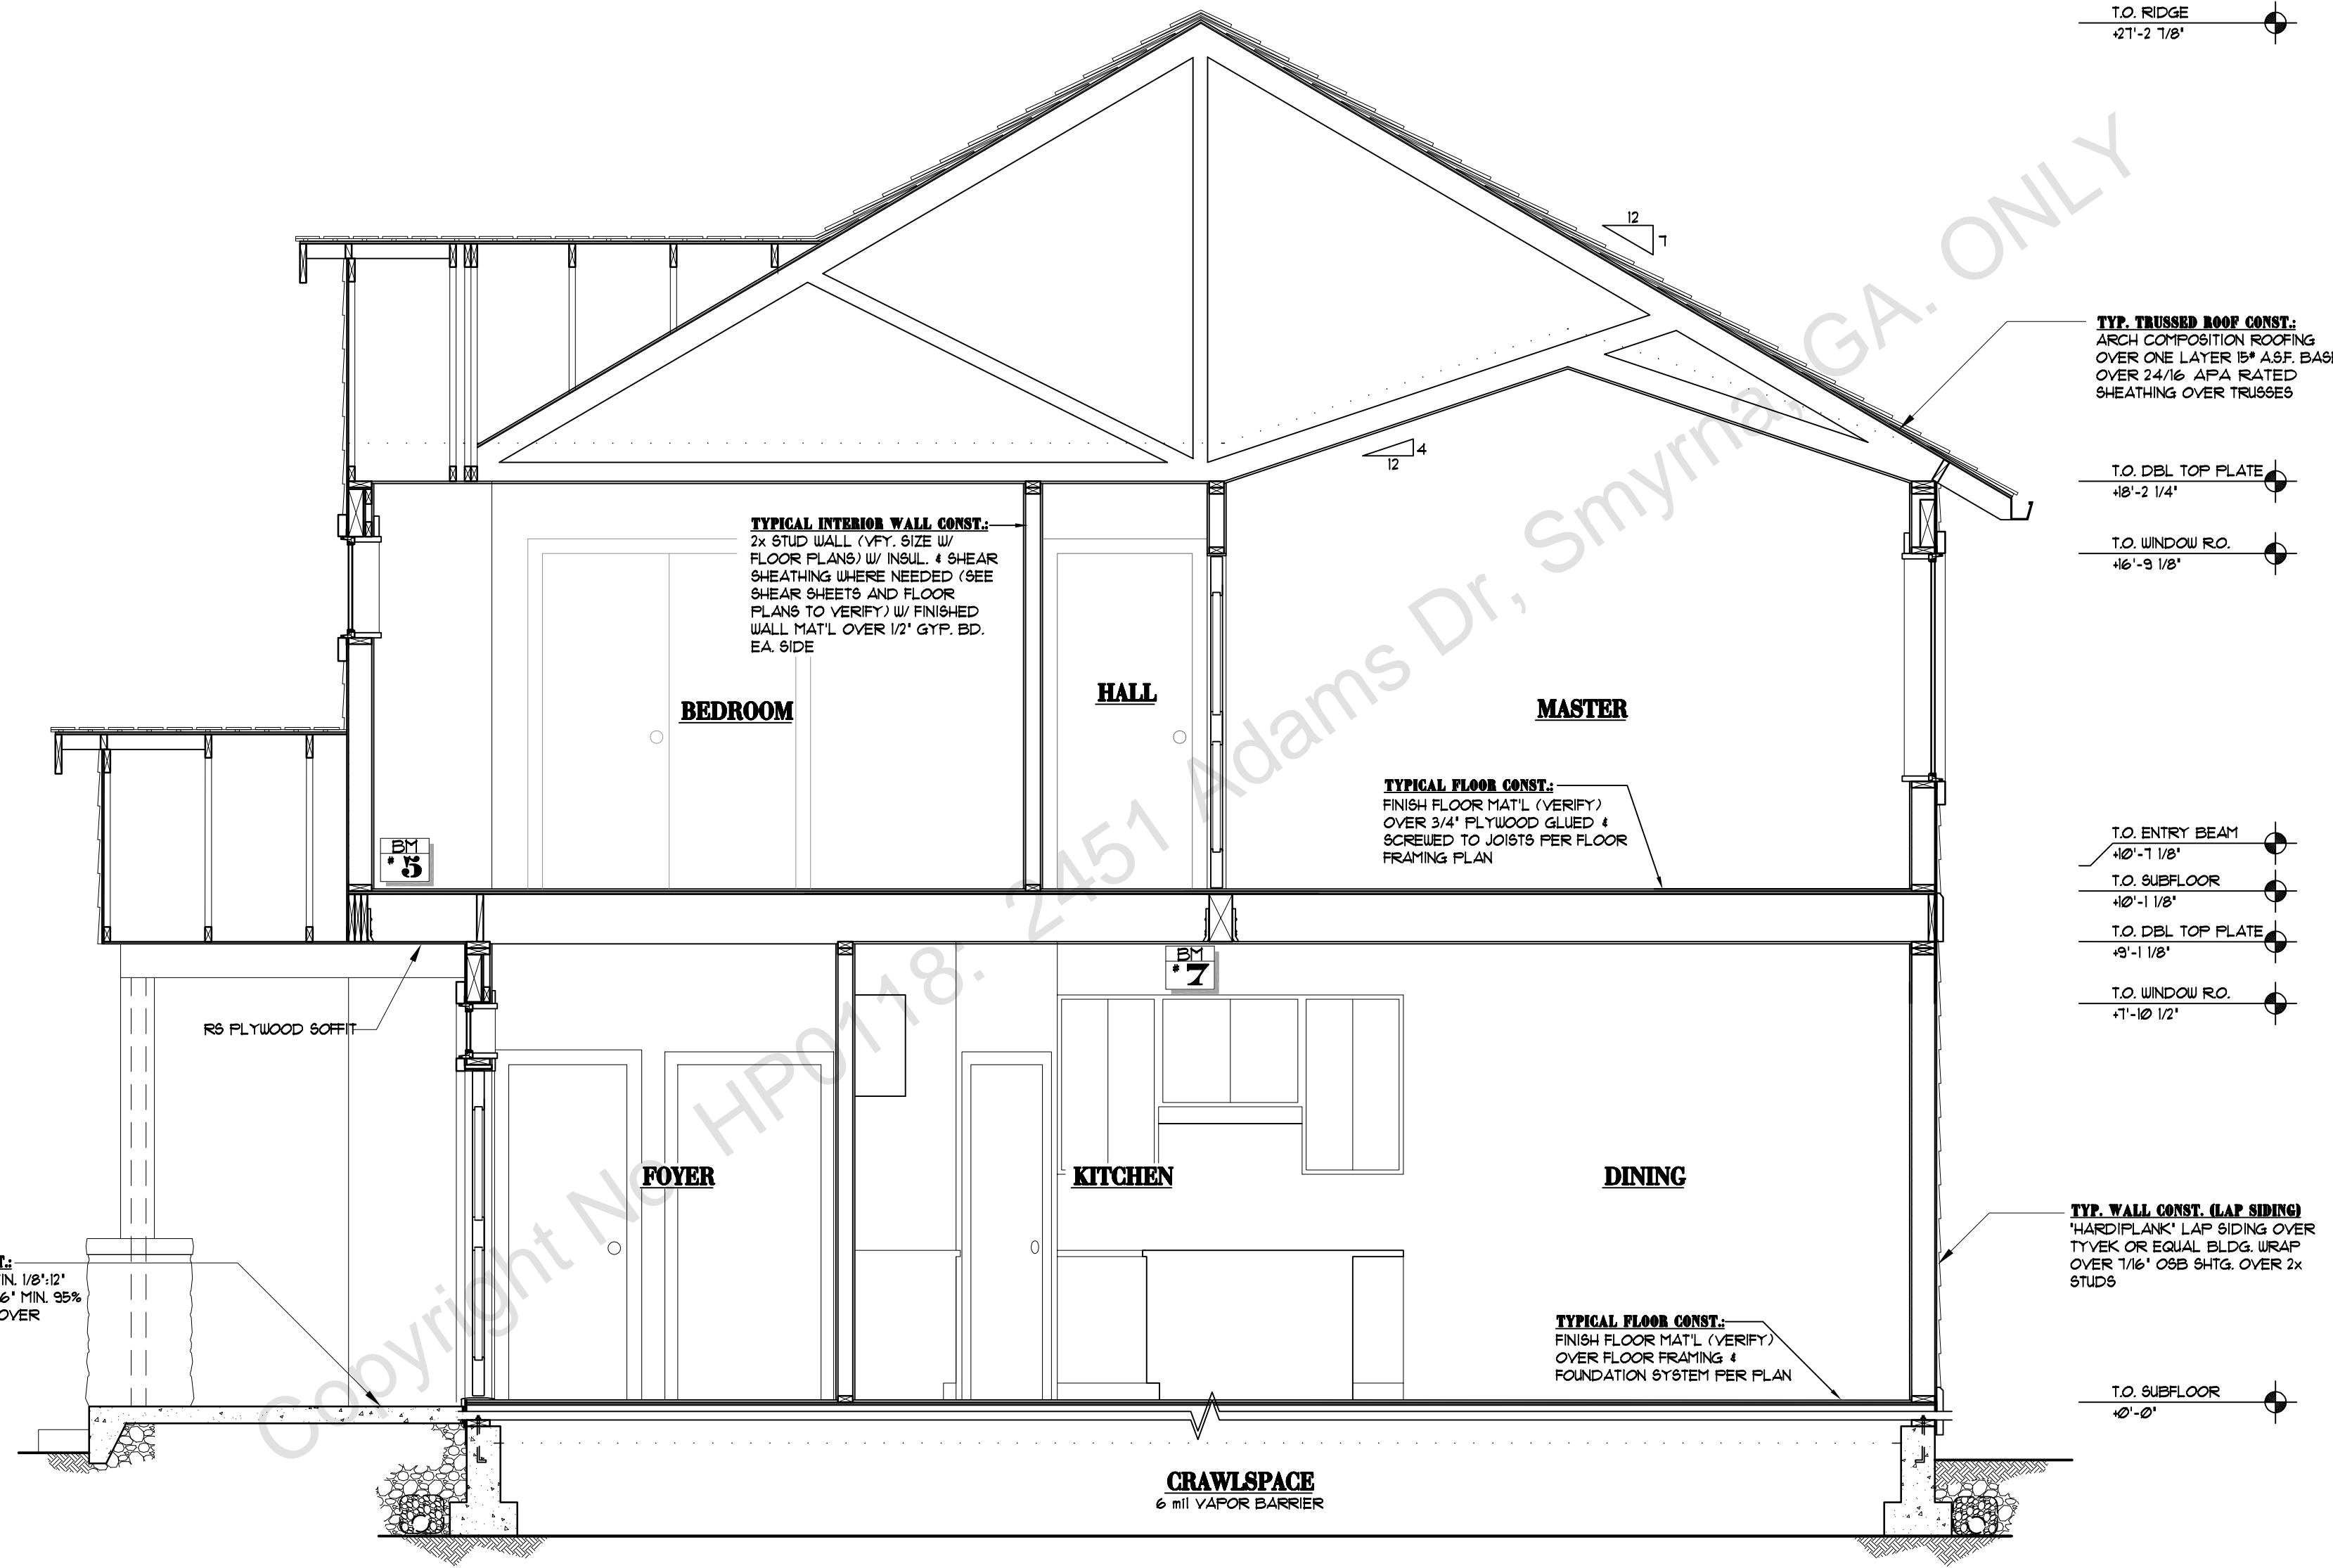 T.O. RIDGE
+27'-2 7/8"
12
7
TYP. TRUSSED ROOF CONST.:
ARCH COMPOSITION ROOFING
OVER ONE LAYER 15# A.S.F. BASE
OVER 24/16 APA RATED
SHEATHING OVER TRUSSES
4
12
T.O. DBL TOP PLATE
+18'-2 1/4"
T.O. WINDOW R.O.
+16'-9 1/8"
TYPICAL INTERIOR WALL CONST.:
2x STUD WALL (VFY. SIZE W/
FLOOR PLANS) W/ INSUL. & SHEAR
SHEATHING WHERE NEEDED (SEE
SHEAR SHEETS AND FLOOR
PLANS TO VERIFY) W/ FINISHED
WALL MAT'L OVER 1/2" GYP. BD.
EA. SIDE
BEDROOM
HALL
MASTER
TYPICAL FLOOR CONST.:
FINISH FLOOR MAT'L (VERIFY)
OVER 3/4" PLYWOOD GLUED &
SCREWED TO JOISTS PER FLOOR
FRAMING PLAN
BM
# 5
T.O. ENTRY BEAM
+10'-7 1/8"
T.O. SUBFLOOR
+10'-1 1/8"
T.O. DBL TOP PLATE
+9'-1 1/8"
BM
# 7
T.O. WINDOW R.O.
+7'-10 1/2"
RS PLYWOOD SOFFIT
FOYER
KITCHEN
DINING
TYP. WALL CONST. (LAP SIDING)
"HARDIPLANK" LAP SIDING OVER
TYVEK OR EQUAL BLDG. WRAP
OVER 7/16" OSB SHTG. OVER 2x
STUDS
T.:
IN. 1/8":12"
6" MIN. 95%
OVER
TYPICAL FLOOR CONST.:
FINISH FLOOR MAT'L (VERIFY)
OVER FLOOR FRAMING &
FOUNDATION SYSTEM PER PLAN
T.O. SUBFLOOR
+0'-0"
CRAWLSPACE
6 mil VAPOR BARRIER
Copyright No. HP0118: 2451 Adams Dr, Smyrna, GA. ONLY